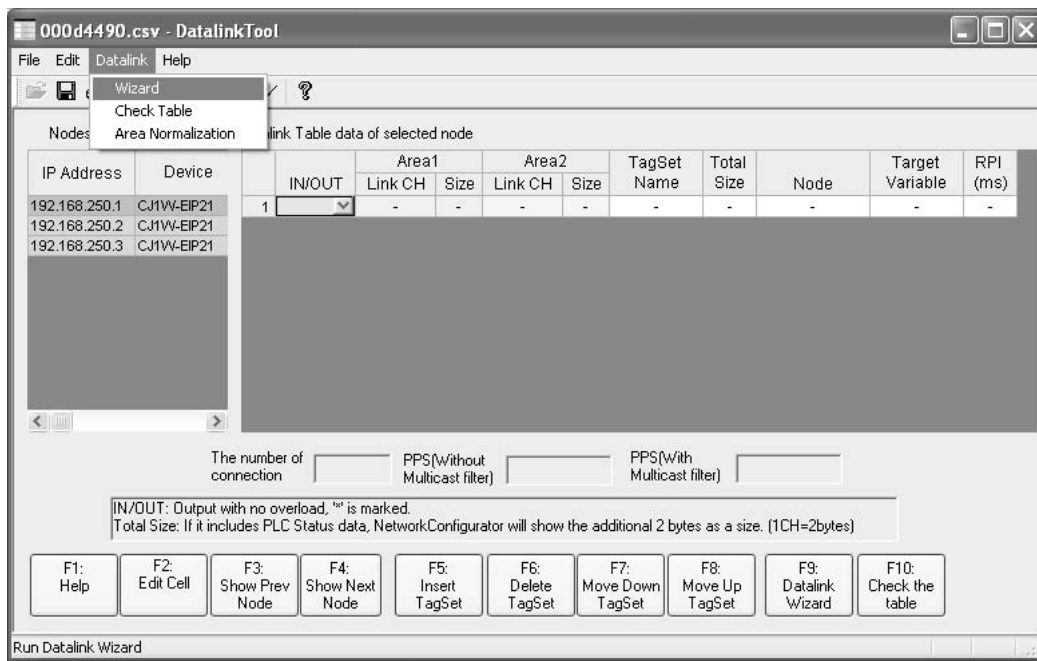 000d4490.csv - DatalinkTool
File Edit Datalink Help
Wizard
Check Table
Area Normalization
Nodes
link Table data of selected node
IP Address Device
IN/OUT Area1 Area2 TagSet Name Total Size Node Target Variable RPI (ms)
Link CH Size Link CH Size
192.168.250.1 CJ1W-EIP21
192.168.250.2 CJ1W-EIP21
192.168.250.3 CJ1W-EIP21
1 - - - - - - - - -
The number of connection
PPS(Without Multicast filter)
PPS(With Multicast filter)
IN/OUT: Output with no overload, '*' is marked.
Total Size: If it includes PLC Status data, NetworkConfigurator will show the additional 2 bytes as a size. (1CH=2bytes)
F1: Help
F2: Edit Cell
F3: Show Prev Node
F4: Show Next Node
F5: Insert TagSet
F6: Delete TagSet
F7: Move Down TagSet
F8: Move Up TagSet
F9: Datalink Wizard
F10: Check the table
Run Datalink Wizard